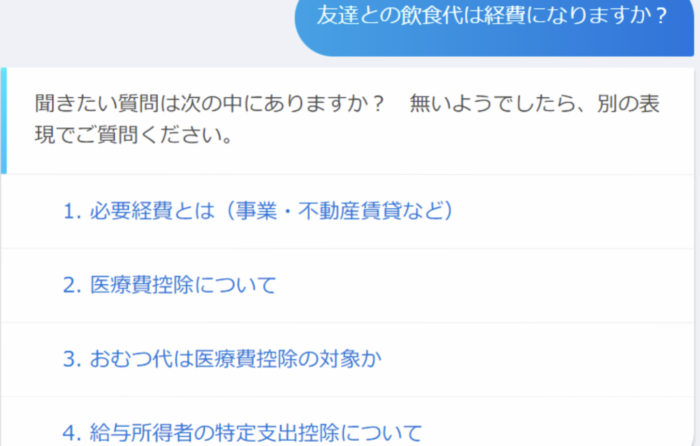 友達との飲食代は経費になりますか？
聞きたい質問は次の中にありますか？　無いようでしたら、別の表
現でご質問ください。
1. 必要経費とは（事業・不動産賃貸など）
2. 医療費控除について
3. おむつ代は医療費控除の対象か
4. 給与所得者の特定支出控除について